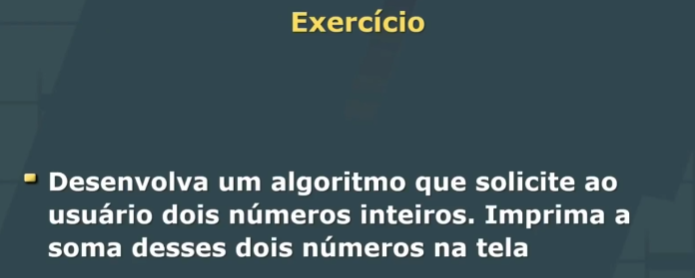 Exercício
Desenvolva um algoritmo que solicite ao
usuário dois números inteiros. Imprima a
soma desses dois números na tela